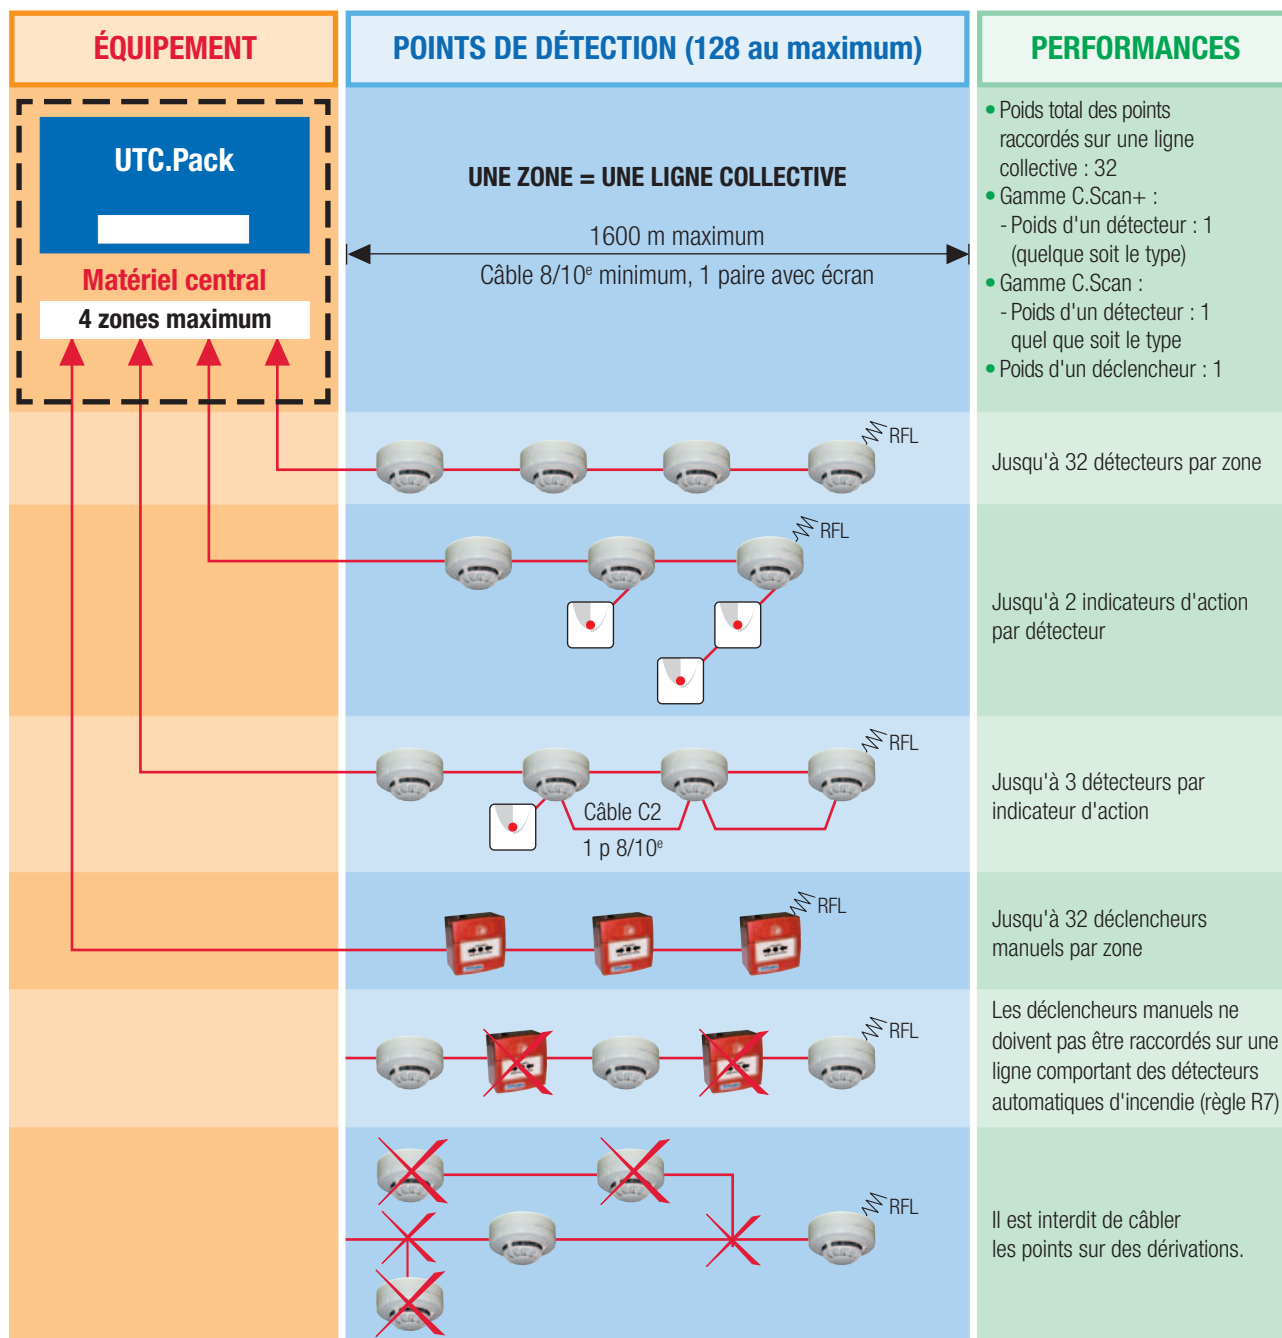 ÉQUIPEMENT
POINTS DE DÉTECTION (128 au maximum)
PERFORMANCES
UTC.Pack
Matériel central
4 zones maximum
UNE ZONE = UNE LIGNE COLLECTIVE
1600 m maximum
Câble 8/10e minimum, 1 paire avec écran
• Poids total des points
raccordés sur une ligne
collective : 32
• Gamme C.Scan+ :
- Poids d'un détecteur : 1
(quelque soit le type)
• Gamme C.Scan :
- Poids d'un détecteur : 1
quel que soit le type
• Poids d'un déclencheur : 1
RFL
Jusqu'à 32 détecteurs par zone
RFL
Jusqu'à 2 indicateurs d'action
par détecteur
RFL
Câble C2
1 p 8/10e
Jusqu'à 3 détecteurs par
indicateur d'action
RFL
Jusqu'à 32 déclencheurs
manuels par zone
RFL
Les déclencheurs manuels ne
doivent pas être raccordés sur une
ligne comportant des détecteurs
automatiques d'incendie (règle R7)
RFL
Il est interdit de câbler
les points sur des dérivations.